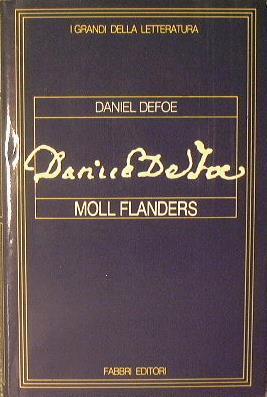 I GRANDI DELLA LETTERATURA
DANIEL DEFOE
Daniel De Foe
MOLL FLANDERS
FABBRI EDITORI